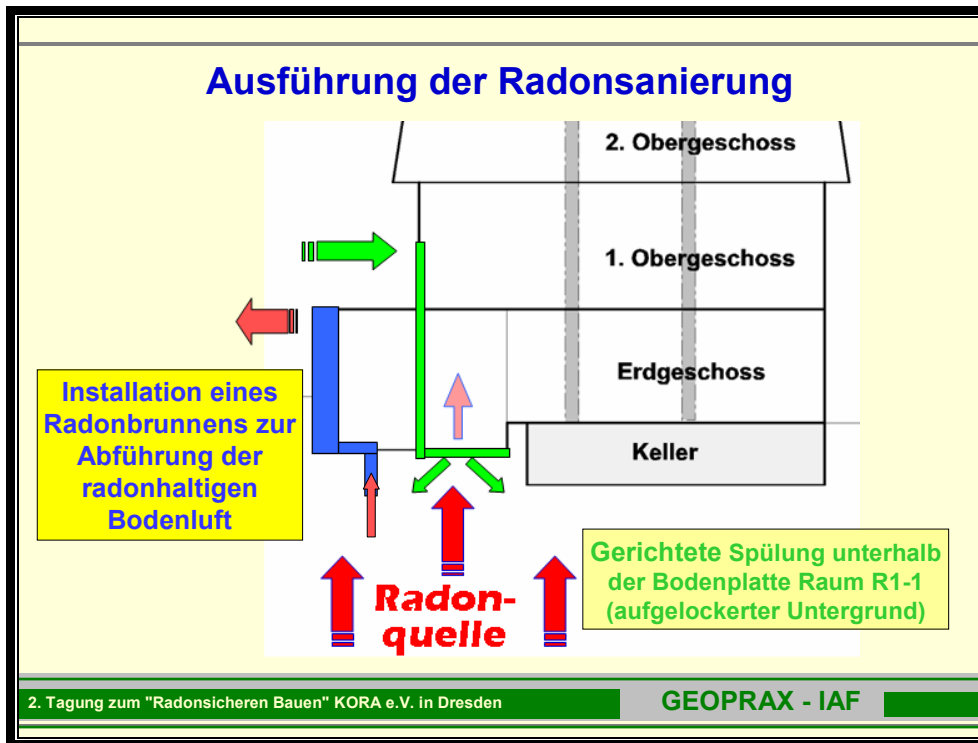 Ausführung der Radonsanierung
2. Obergeschoss
1. Obergeschoss
Erdgeschoss
Keller
Installation eines
Radonbrunnens zur
Abführung der
radonhaltigen
Bodenluft
Gerichtete Spülung unterhalb
der Bodenplatte Raum R1-1
(aufgelockerter Untergrund)
Radon-
quelle
2. Tagung zum "Radonsicheren Bauen" KORA e.V. in Dresden
GEOPRAX - IAF